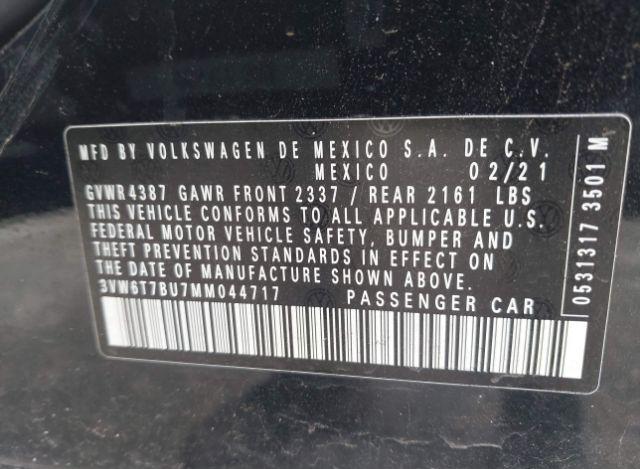 MFD BY VOLKSWAGEN DE MEXICO S.A. DE C.V.
MEXICO 02/21
GVWR 4387 GAWR FRONT 2337 / REAR 2161 LBS
THIS VEHICLE CONFORMS TO ALL APPLICABLE U.S.
FEDERAL MOTOR VEHICLE SAFETY, BUMPER AND
THEFT PREVENTION STANDARDS IN EFFECT ON
THE DATE OF MANUFACTURE SHOWN ABOVE.
3VW6T7BU7MM044717 PASSENGER CAR
0531317 3501 M